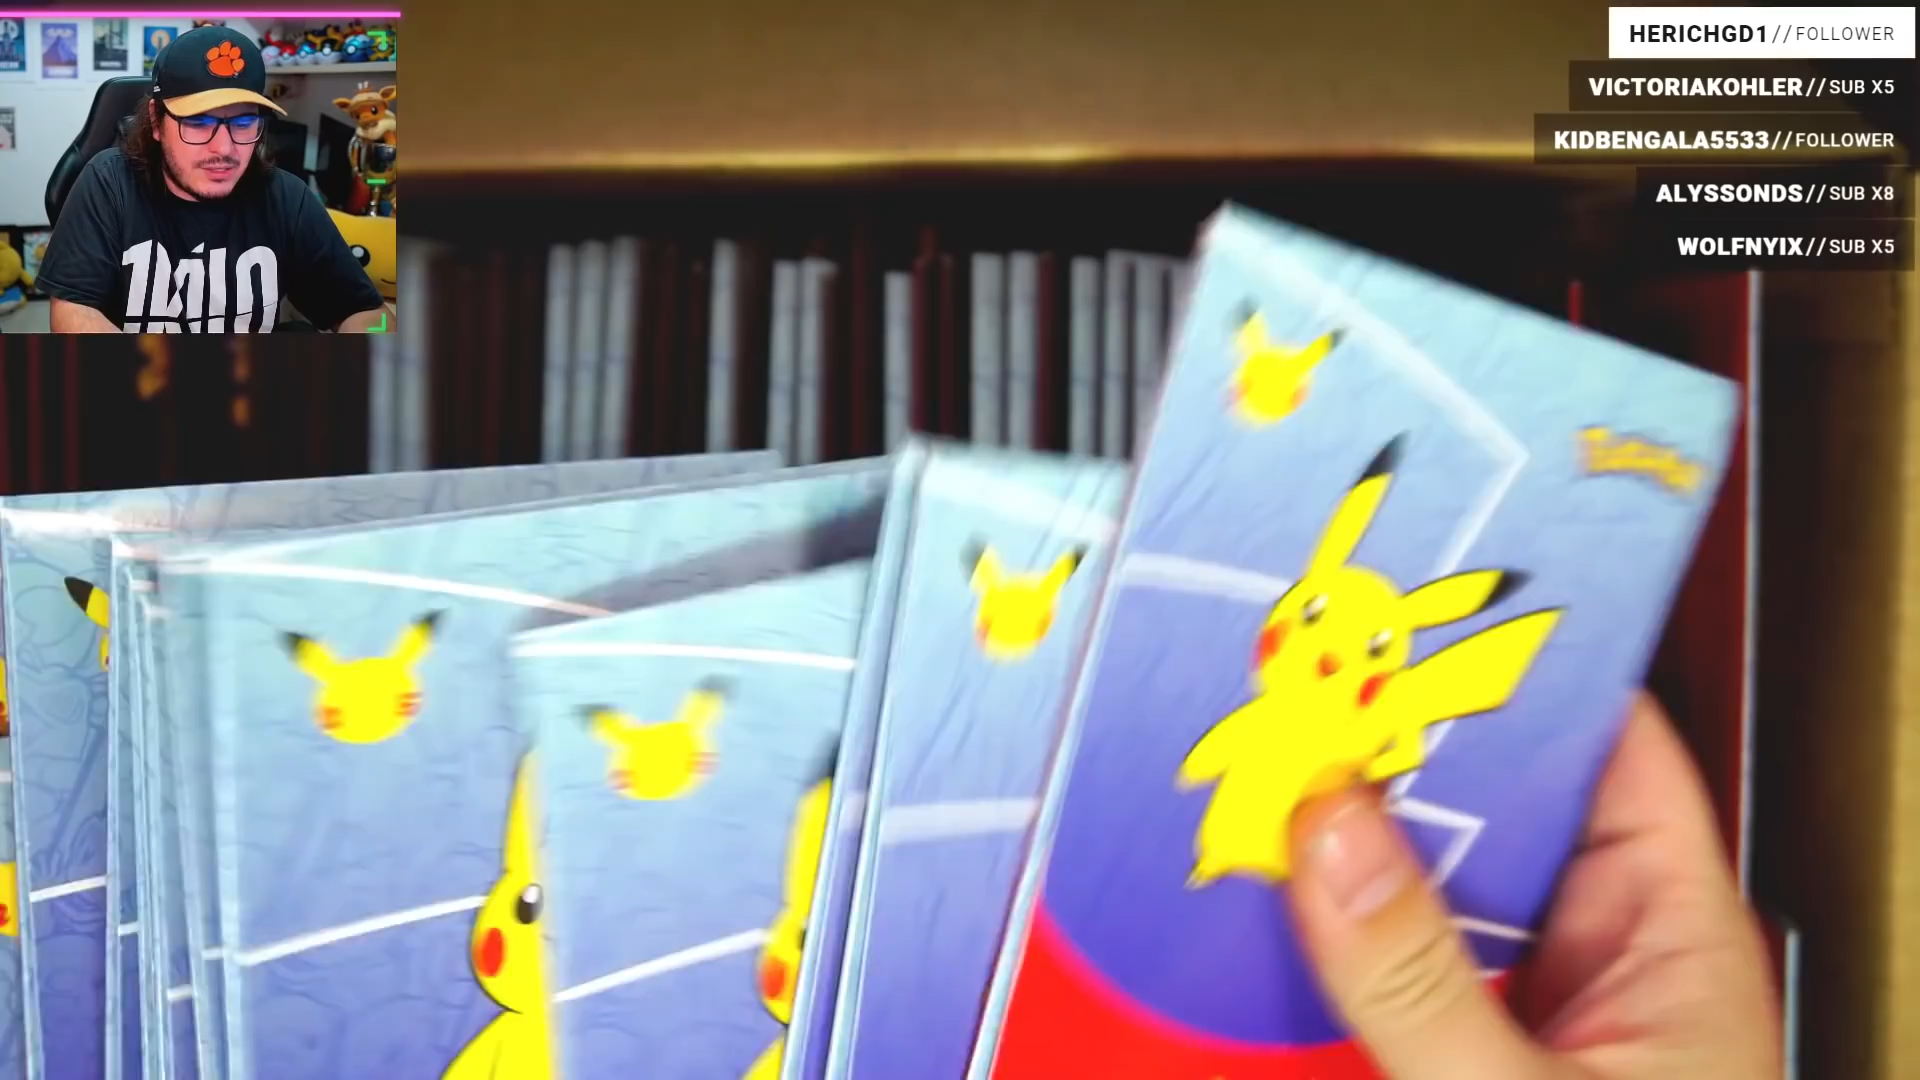 HERICHGD1//FOLLOWER
VICTORIAKOHLER//SUB X5
KIDBENGALA5533//FOLLOWER
ALYSSONDS//SUB X8
WOLFNYIX//SUB X5